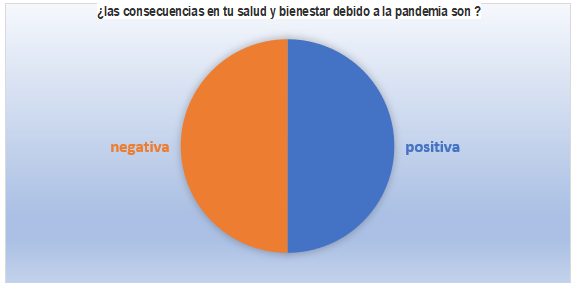 ¿las consecuencias en tu salud y bienestar debido a la pandemia son ?
negativa
positiva